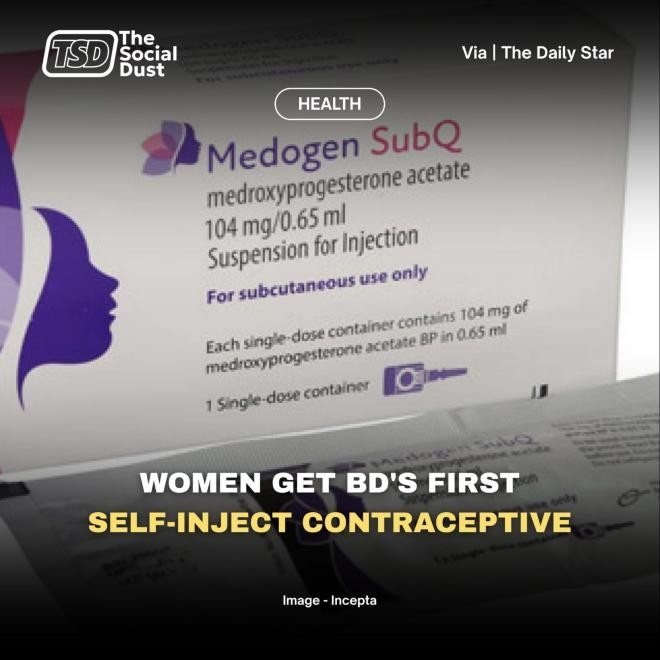 TSD The Social Dust
Via | The Daily Star
HEALTH
Medogen SubQ
medroxyprogesterone acetate
104 mg/0.65 ml
Suspension for Injection
For subcutaneous use only
Each single-dose container contains 104 mg of
medroxyprogesterone acetate BP in 0.65 ml
1 Single-dose container
Medogen SubQ
WOMEN GET BD'S FIRST
SELF-INJECT CONTRACEPTIVE
Image - Incepta